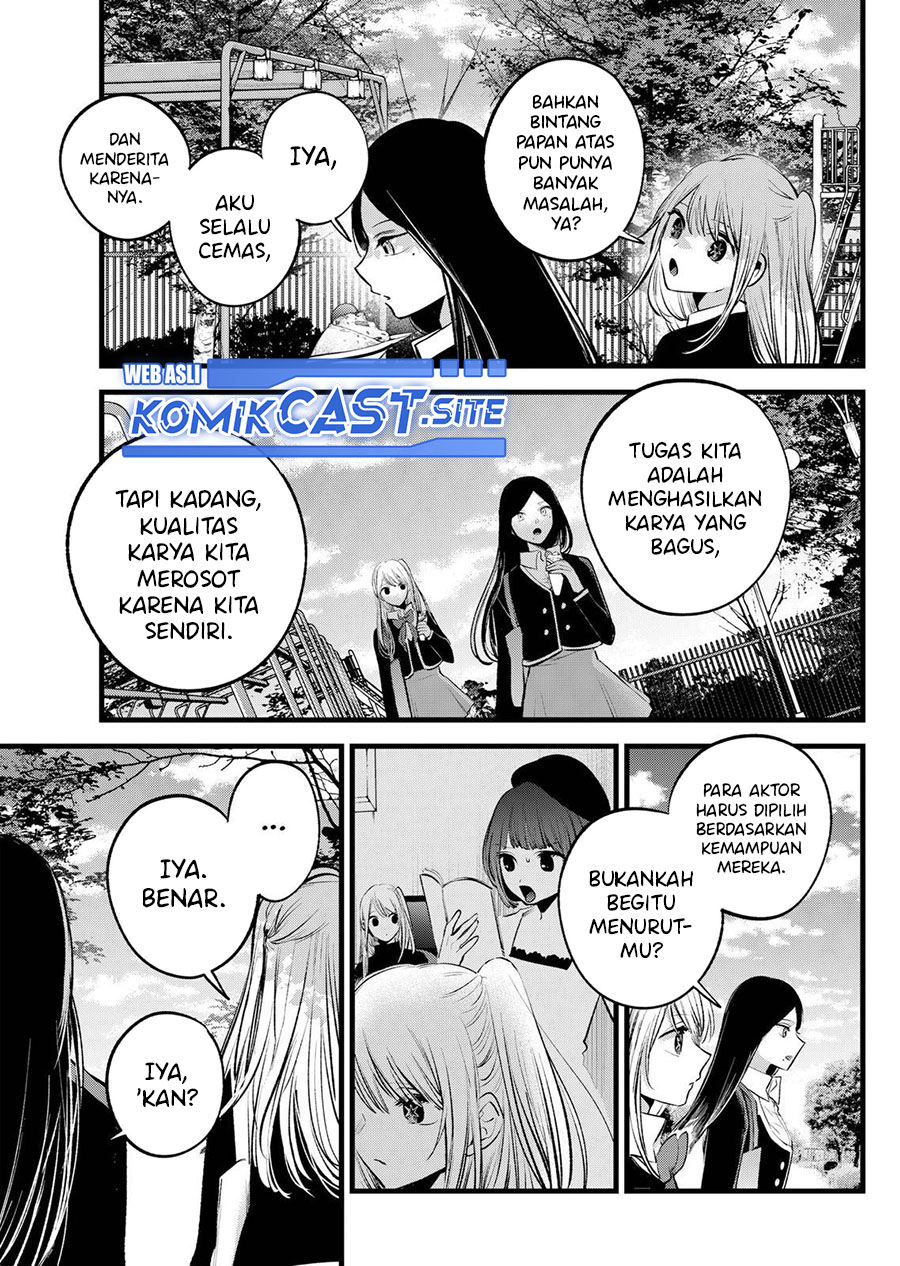 BAHKAN
BINTANG
PAPAN ATAS
PUN PUNYA
BANYAK
MASALAH,
YA?
IYA,
AKU
SELALU
CEMAS,
DAN
MENDERITA
KARENA-
NYA.
WEB ASLI
KOMIKCAST.SITE
TUGAS KITA
ADALAH
MENGHASILKAN
KARYA YANG
BAGUS,
TAPI KADANG,
KUALITAS
KARYA KITA
MEROSOT
KARENA KITA
SENDIRI.
PARA AKTOR
HARUS DIPILIH
BERDASARKAN
KEMAMPUAN
MEREKA.
BUKANKAH
BEGITU
MENURUT-
MU?
...
IYA.
BENAR.
IYA,
'KAN?